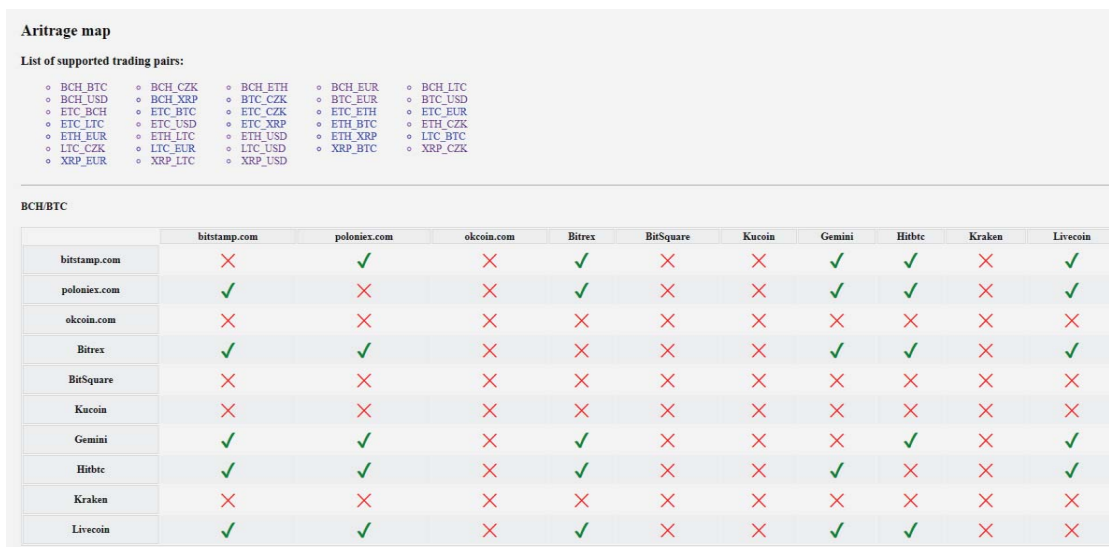 Aritrage map
List of supported trading pairs:
BCH_BTC BCH_CZK BCH_ETH BCH_EUR BCH_LTC
BCH_USD BCH_XRP BTC_CZK BTC_EUR BTC_USD
ETC_BCH ETC_BTC ETC_CZK ETC_ETH ETC_EUR
ETC_LTC ETC_USD ETC_XRP ETH_BTC ETH_CZK
ETH_EUR ETH_LTC ETH_USD ETH_XRP LTC_BTC
LTC_CZK LTC_EUR LTC_USD XRP_BTC XRP_CZK
XRP_EUR XRP_LTC XRP_USD
BCH/BTC
bitstamp.com poloniex.com okcoin.com Bitrex BitSquare Kucoin Gemini Hitbtc Kraken Livecoin
bitstamp.com
poloniex.com
okcoin.com
Bitrex
BitSquare
Kucoin
Gemini
Hitbtc
Kraken
Livecoin